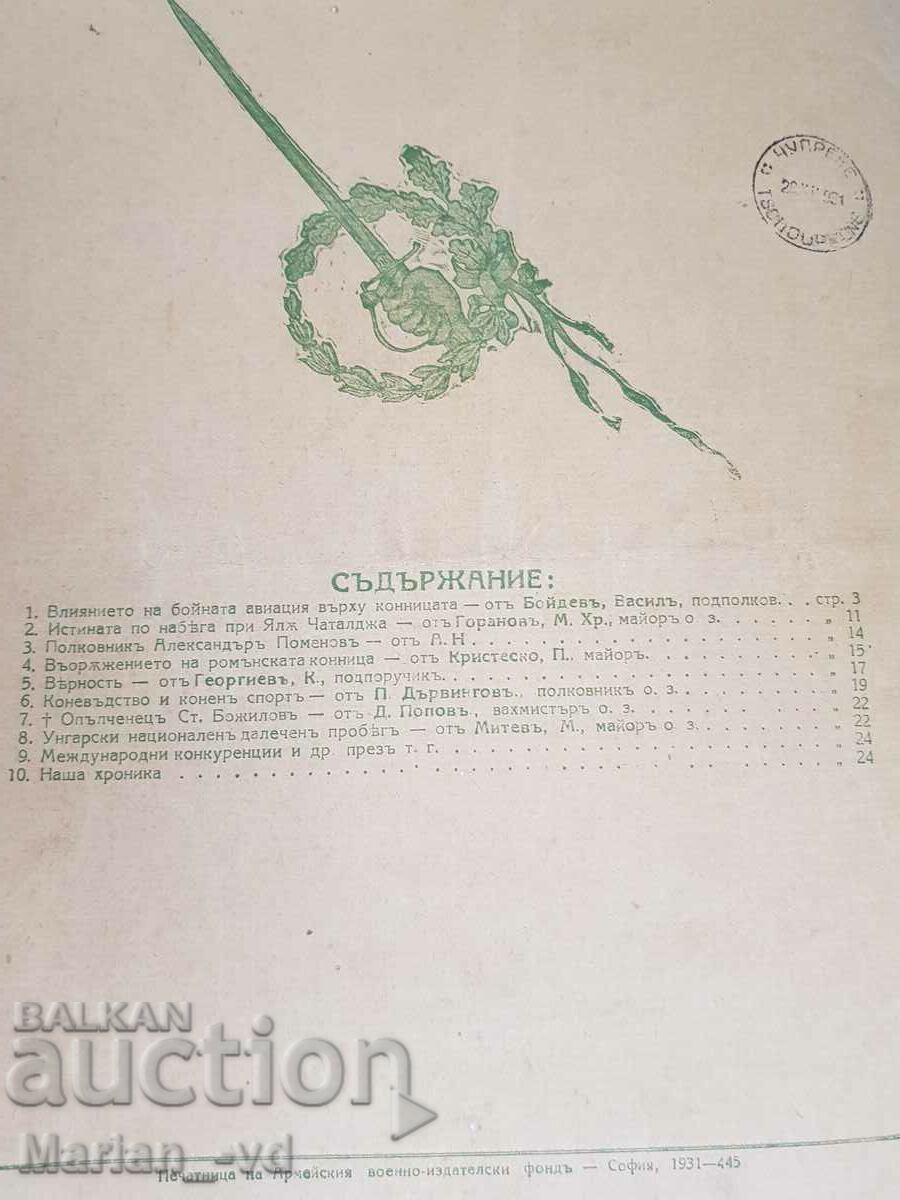 С. ЧУПРЕНЕ
СЪДЪРЖАНИЕ:
1. Влиянието на бойната авиация върху конницата — отъ Бойдевъ, Василъ, подполков. . . стр. 3
2. Истината по набѣга при Ялѫ Чаталджа — отъ Горановъ, М. Хр., майоръ о з. . . . . . „ 11
3. Полковникъ Александъръ Поменовъ — отъ А. Н . . . . . . . . . . . . . . . „ 14
4. Въорѫжението на ромънската конница — отъ Кристеско, П., майоръ. . . . . . . . „ 15
5. Вѣрность — отъ Георгиевъ, К., подпоручикъ. . . . . . . . . . . . . . . . „ 17
6. Коневъдство и коненъ спортъ — отъ П. Дървинговъ, полковникъ о. з. . . . . . . „ 19
7. † Опълченецъ Ст. Божиловъ — отъ Д. Поповъ, вахмистъръ о. з. . . . . . . . . „ 22
8. Унгарски националенъ далеченъ пробѣгъ — отъ Митевъ, М., майоръ о з. . . . . . „ 22
9. Международни конкуренции и др. презъ т. г. . . . . . . . . . . . . . . . „ 24
10. Наша хроника . . . . . . . . . . . . . . . . . . . . . . . . . „ 24
BALKAN
auction
Marian_vd
Печатница на Армейския военно-издателски фондъ — София, 1931—445